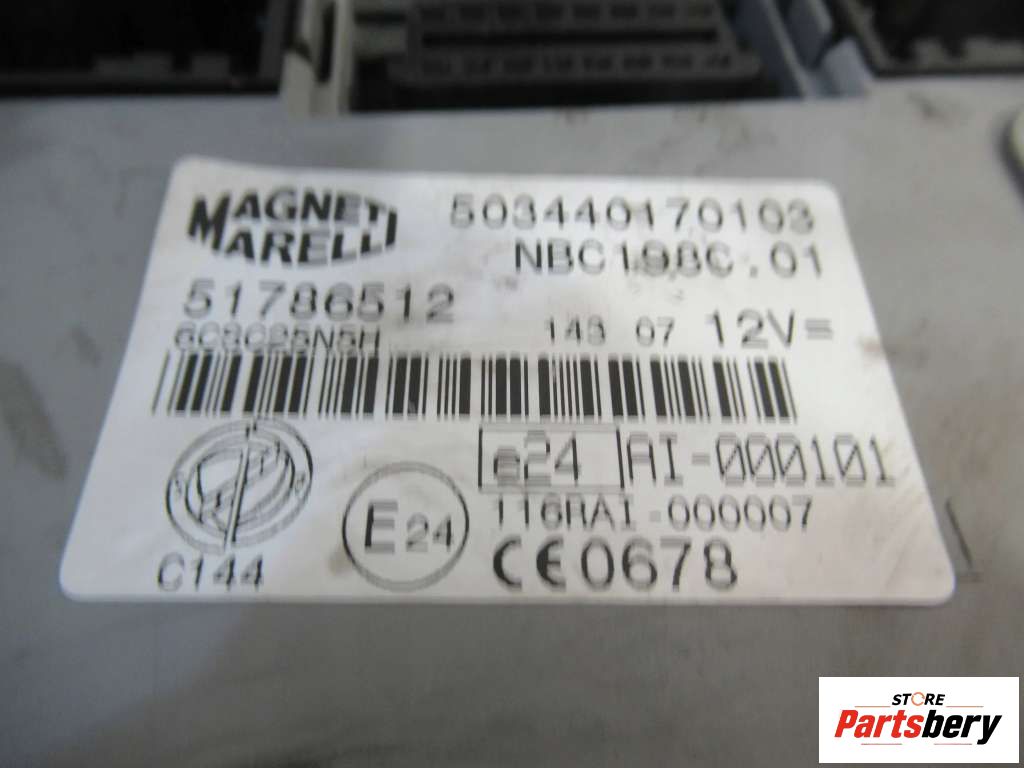 MAGNETI MARELLI
503440170103
NBC198C.01
51786512
143 07 12V=
e24 AI-000101
116RAI-000007
E24
CE0678
C144
STORE
Partsbery